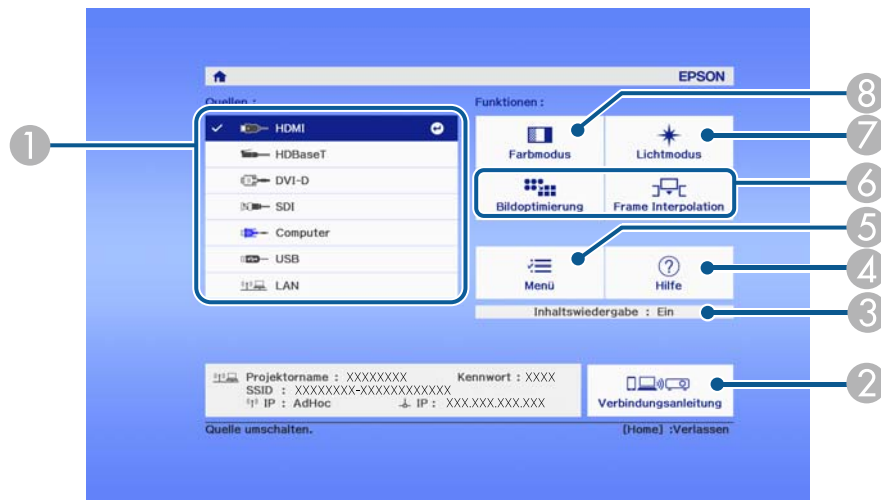 EPSON
Quellen :
Funktionen :
HDMI
HDBaseT
DVI-D
SDI
Computer
USB
LAN
Farbmodus
Lichtmodus
Bildoptimierung
Frame Interpolation
Menü
Hilfe
Inhaltswiedergabe : Ein
Projektorname : XXXXXXXX Kennwort : XXXX
SSID : XXXXXXXX-XXXXXXXXXXXX
IP : AdHoc IP : XXX.XXX.XXX.XXX
Verbindungsanleitung
Quelle umschalten.
[Home] :Verlassen
1
8
7
6
5
4
3
2